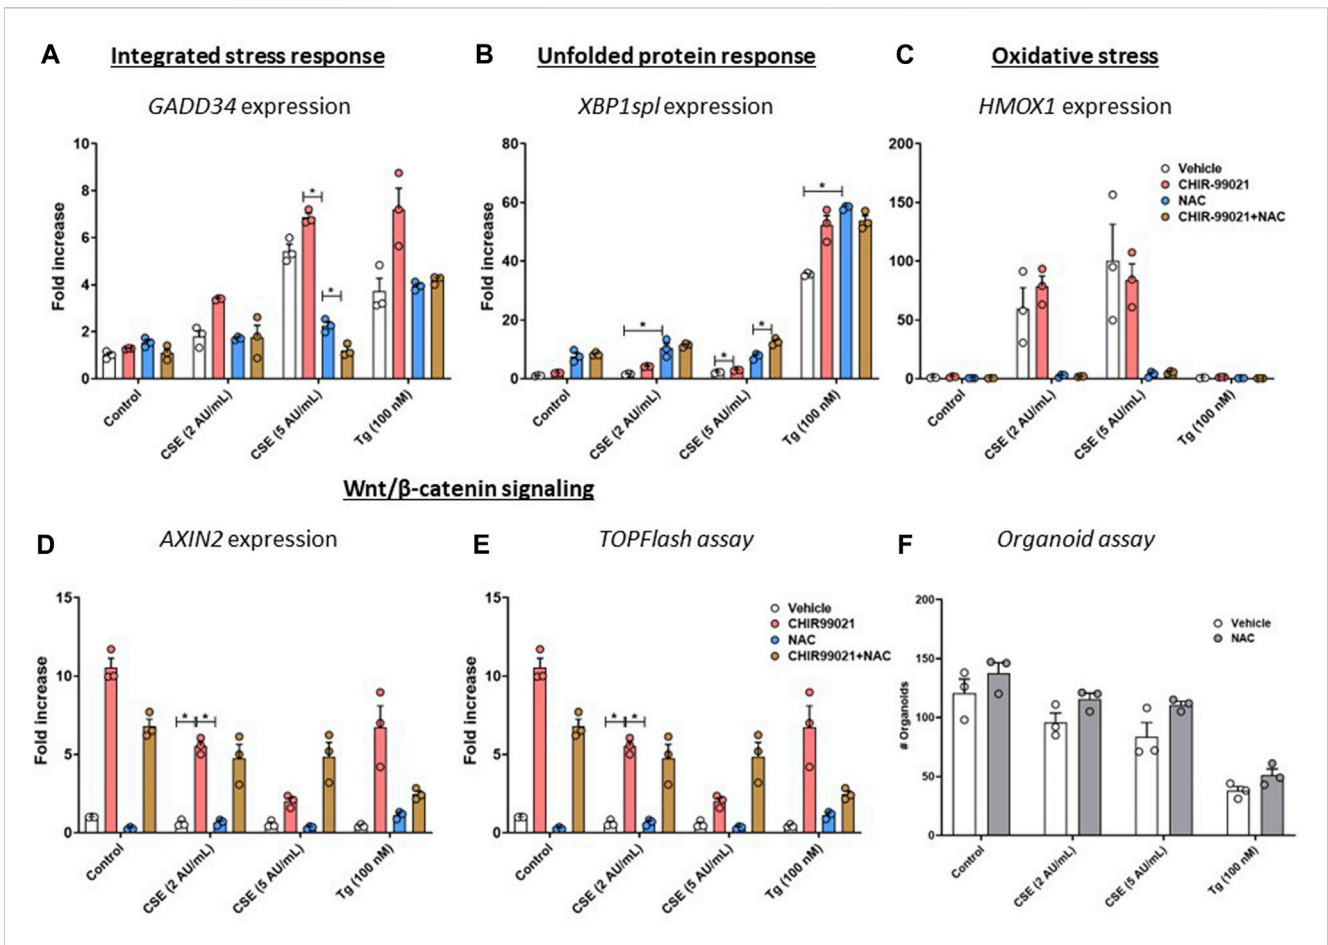 A Integrated stress response
GADD34 expression
10
8
6
4
2
0
Fold increase
*
*
Control
CSE (2 AU/mL)
CSE (5 AU/mL)
Tg (100 nM)
B Unfolded protein response
XBP1spl expression
80
60
40
20
0
Fold increase
*
*
*
*
Control
CSE (2 AU/mL)
CSE (5 AU/mL)
Tg (100 nM)
C Oxidative stress
HMOX1 expression
200
150
100
50
0
Vehicle
CHIR-99021
NAC
CHIR-99021+NAC
Control
CSE (2 AU/mL)
CSE (5 AU/mL)
Tg (100 nM)
Wnt/β-catenin signaling
D AXIN2 expression
15
10
5
0
Fold increase
* *
Control
CSE (2 AU/mL)
CSE (5 AU/mL)
Tg (100 nM)
E TOPFlash assay
15
10
5
0
Fold increase
* *
Vehicle
CHIR99021
NAC
CHIR99021+NAC
Control
CSE (2 AU/mL)
CSE (5 AU/mL)
Tg (100 nM)
F Organoid assay
200
150
100
50
0
# Organoids
Vehicle
NAC
Control
CSE (2 AU/mL)
CSE (5 AU/mL)
Tg (100 nM)